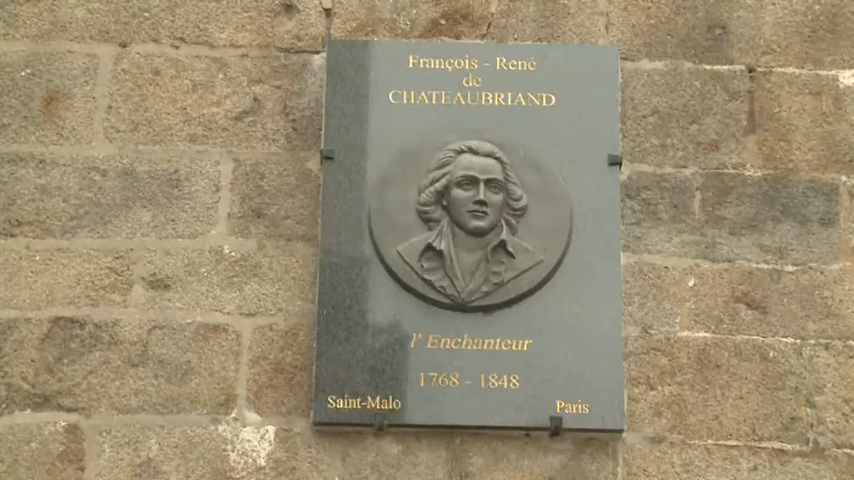 François - René
de
CHATEAUBRIAND
l' Enchanteur
1768 - 1848
Saint-Malo
Paris